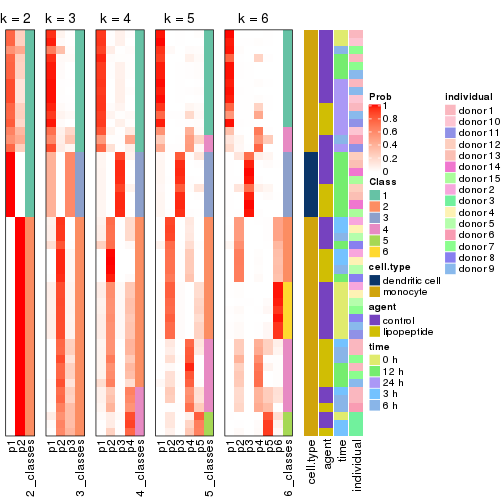 k = 2 k = 3 k = 4 k = 5 k = 6
p1 p2 2_classes
p1 p2 p3 3_classes
p1 p2 p3 p4 4_classes
p1 p2 p3 p4 p5 5_classes
p1 p2 p3 p4 p5 p6 6_classes
cell.type agent time individual
Prob
1
0.8
0.6
0.4
0.2
0
Class
1
2
3
4
5
6
cell.type
dendritic cell
monocyte
agent
control
lipopeptide
time
0 h
12 h
24 h
3 h
6 h
individual
donor 1
donor 10
donor 11
donor 12
donor 13
donor 14
donor 15
donor 2
donor 3
donor 4
donor 5
donor 6
donor 7
donor 8
donor 9